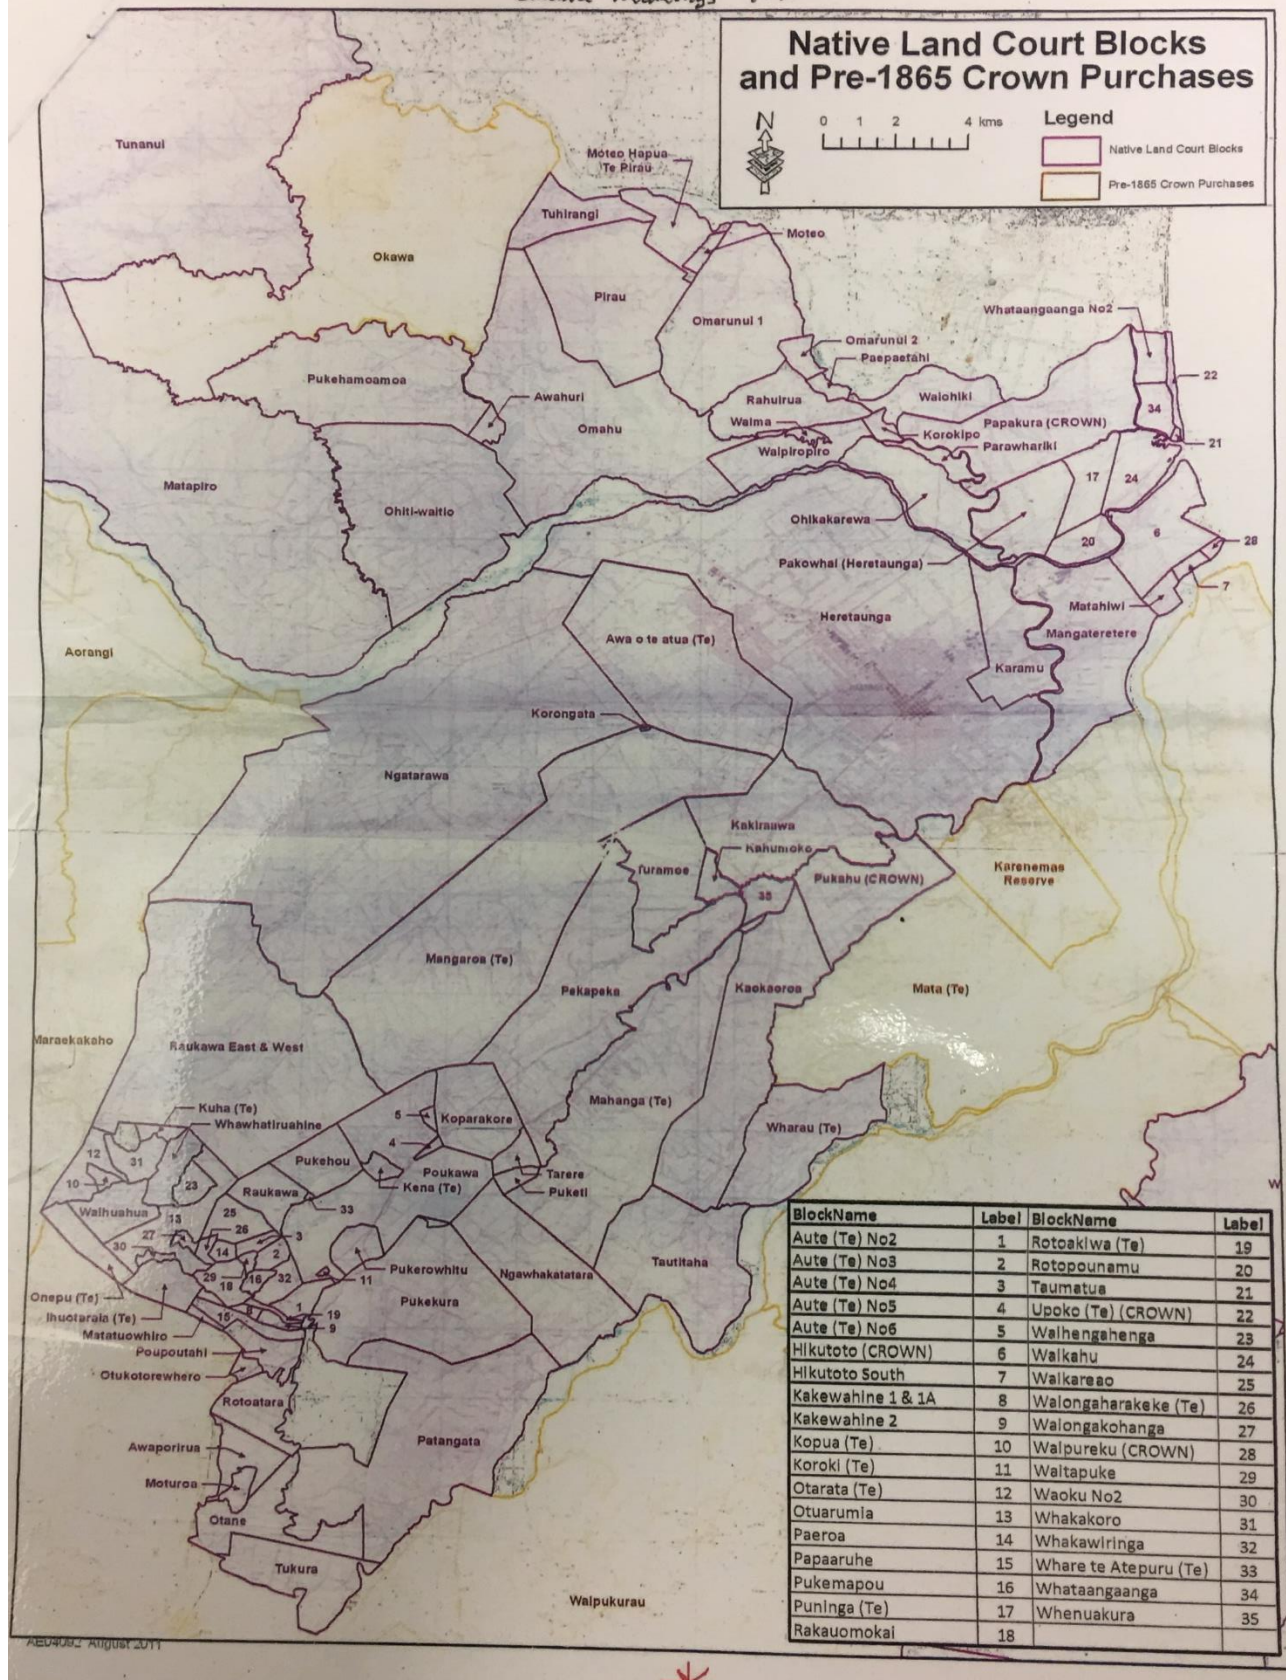 Native Land Court Blocks
and Pre-1865 Crown Purchases
N
0 1 2 4 kms
Legend
Native Land Court Blocks
Pre-1865 Crown Purchases
Tunanui
Moteo Hapua
Te Pirau
Tuhirangi
Moteo
Okawa
Pirau
Omarunui 1
Whataangaanga No2
Omarunui 2
Paepaetahi
22
Pukehamoamoa
Awahuri
Rahuirua
Waiohiki
34
Omahu
Waima
Papakura (CROWN)
Korokipo
21
Waipiropiro
Parawhariki
Matapiro
17
24
Ohiti-waitio
Ohikakarewa
6
20
28
Pakowhai (Heretaunga)
7
Matahiwi
Heretaunga
Mangateretere
Aorangi
Awa o te atua (Te)
Karamu
Korongata
Ngatarawa
Kakiraawa
Kahumoko
Turamoe
Pukahu (CROWN)
Karenemas
Reserve
35
Mangaroa (Te)
Pekapeka
Kaokaoroa
Mata (Te)
Maraekakaho
Raukawa East & West
Mahanga (Te)
Kuha (Te)
Whawhatiruahine
5
Koparakore
Wharau (Te)
4
12
31
Pukehou
Poukawa
Tarere
10
23
Kena (Te)
Puketi
Raukawa
33
Waihuahua
25
13
26
27
3
30
14
2
Pukerowhitu
Tautitaha
29
18
16
32
11
Ngawhakatatara
Onepu (Te)
Pukekura
Ihuotaraia (Te)
8
1
19
15
9
Matatuowhiro
Poupoutahi
Otukotorewhero
Rotoatara
Awaporirua
Patangata
Moturoa
Otane
Tukura
Waipukurau
W
BlockName Label BlockName Label
Aute (Te) No2 1 Rotoakiwa (Te) 19
Aute (Te) No3 2 Rotopounamu 20
Aute (Te) No4 3 Taumatua 21
Aute (Te) No5 4 Upoko (Te) (CROWN) 22
Aute (Te) No6 5 Waihengahenga 23
Hikutoto (CROWN) 6 Waikahu 24
Hikutoto South 7 Waikareao 25
Kakewahine 1 & 1A 8 Waiongaharakeke (Te) 26
Kakewahine 2 9 Waiongakohanga 27
Kopua (Te) 10 Waipureku (CROWN) 28
Koroki (Te) 11 Waitapuke 29
Otarata (Te) 12 Waoku No2 30
Otuarumia 13 Whakakoro 31
Paeroa 14 Whakawiringa 32
Papaaruhe 15 Whare te Atepuru (Te) 33
Pukemapou 16 Whataangaanga 34
Puninga (Te) 17 Whenuakura 35
Rakauomokai 18
August 2011